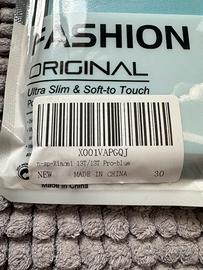 FASHION
ORIGINAL
Ultra Slim & Soft-to Touch
X001VAPGQJ
n-mp-Xiaomi 13T/13T Pro-blue
NEW MADE IN CHINA 30
Made in China